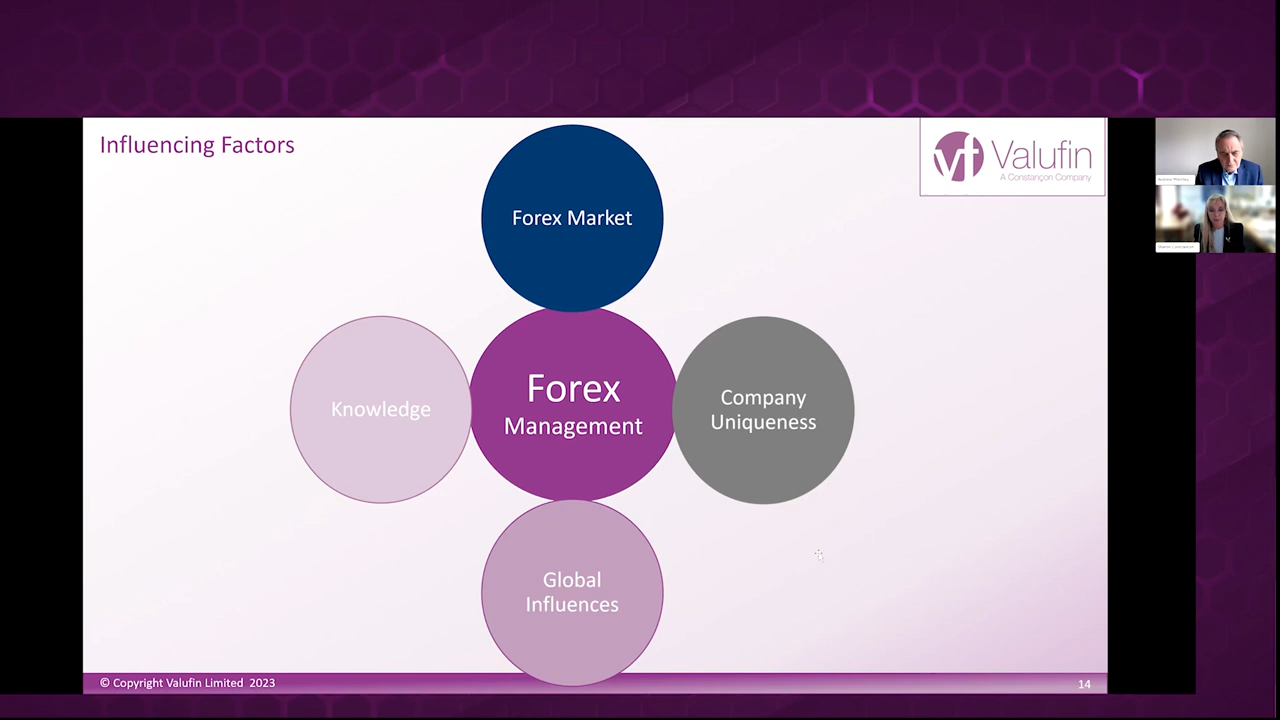 Influencing Factors
vf Valufin
A Constançon Company
Forex Market
Knowledge
Forex
Management
Company
Uniqueness
Global
Influences
© Copyright Valufin Limited 2023
14